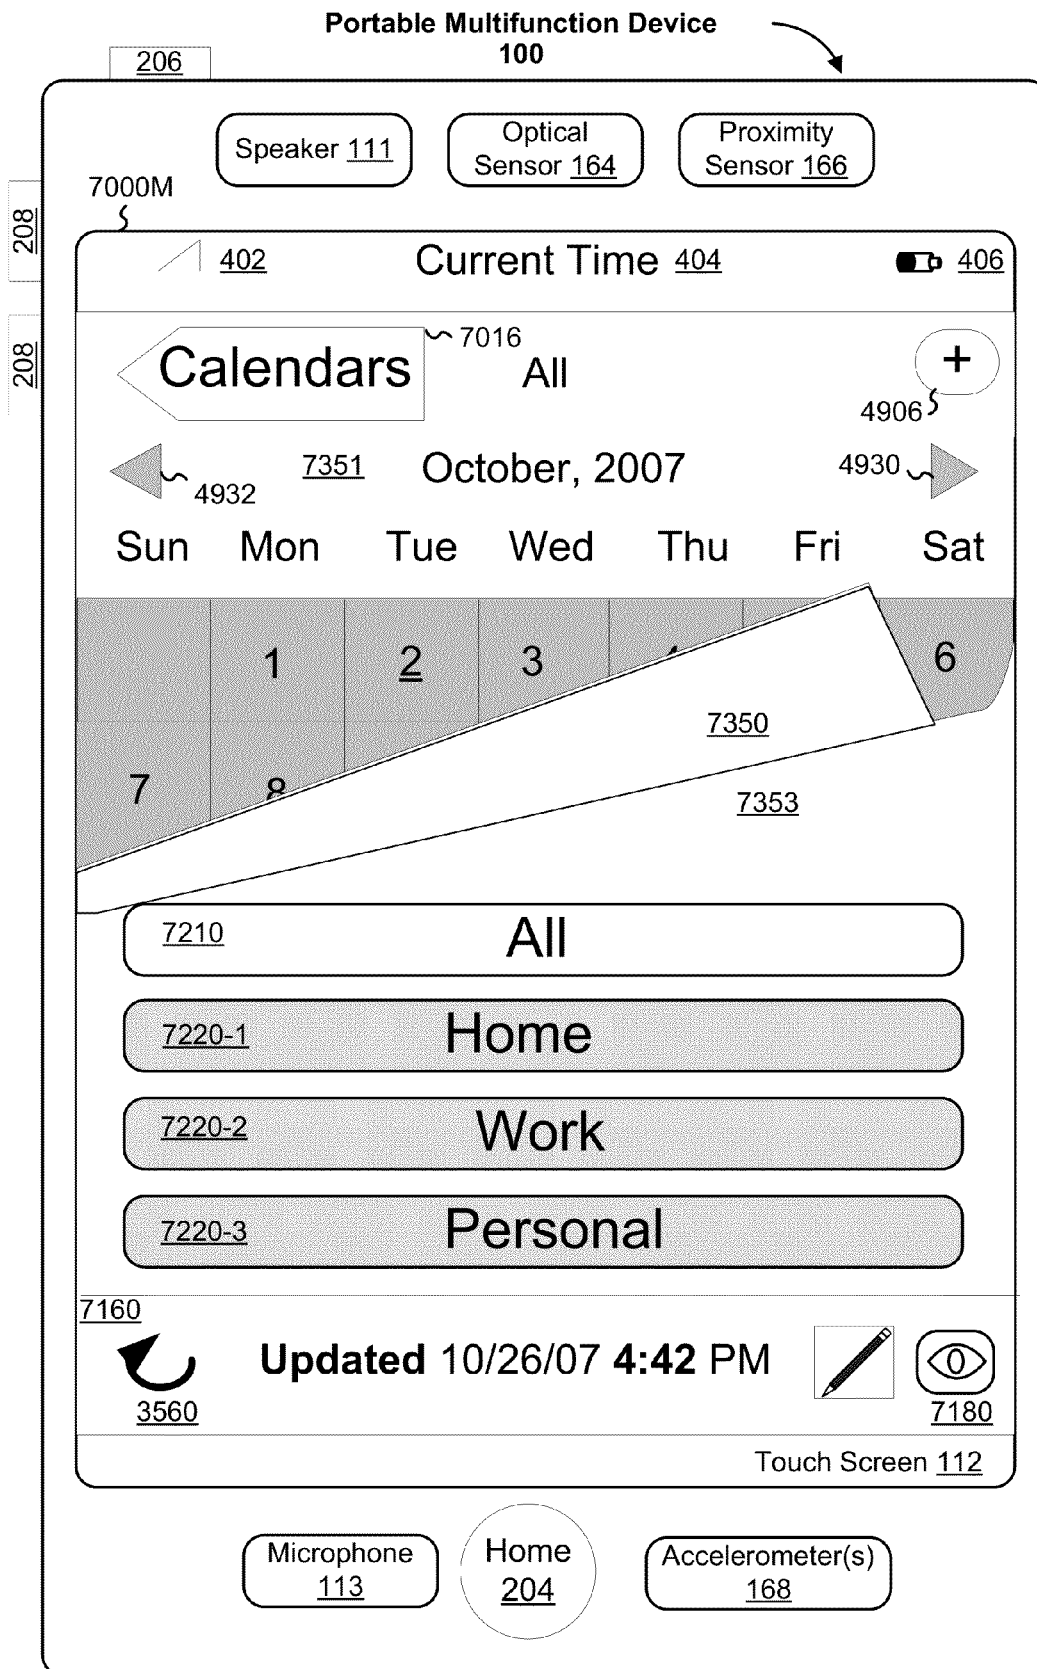 Portable Multifunction Device
100
206
Speaker 111
Optical
Sensor 164
Proximity
Sensor 166
7000M
208
402
Current Time 404
406
208
Calendars
7016
All
+
4906
4932
7351
October, 2007
4930
Sun Mon Tue Wed Thu Fri Sat
1 2 3 6
7350
7 8
7353
7210 All
7220-1 Home
7220-2 Work
7220-3 Personal
7160
Updated 10/26/07 4:42 PM
3560
7180
Touch Screen 112
Microphone
113
Home
204
Accelerometer(s)
168